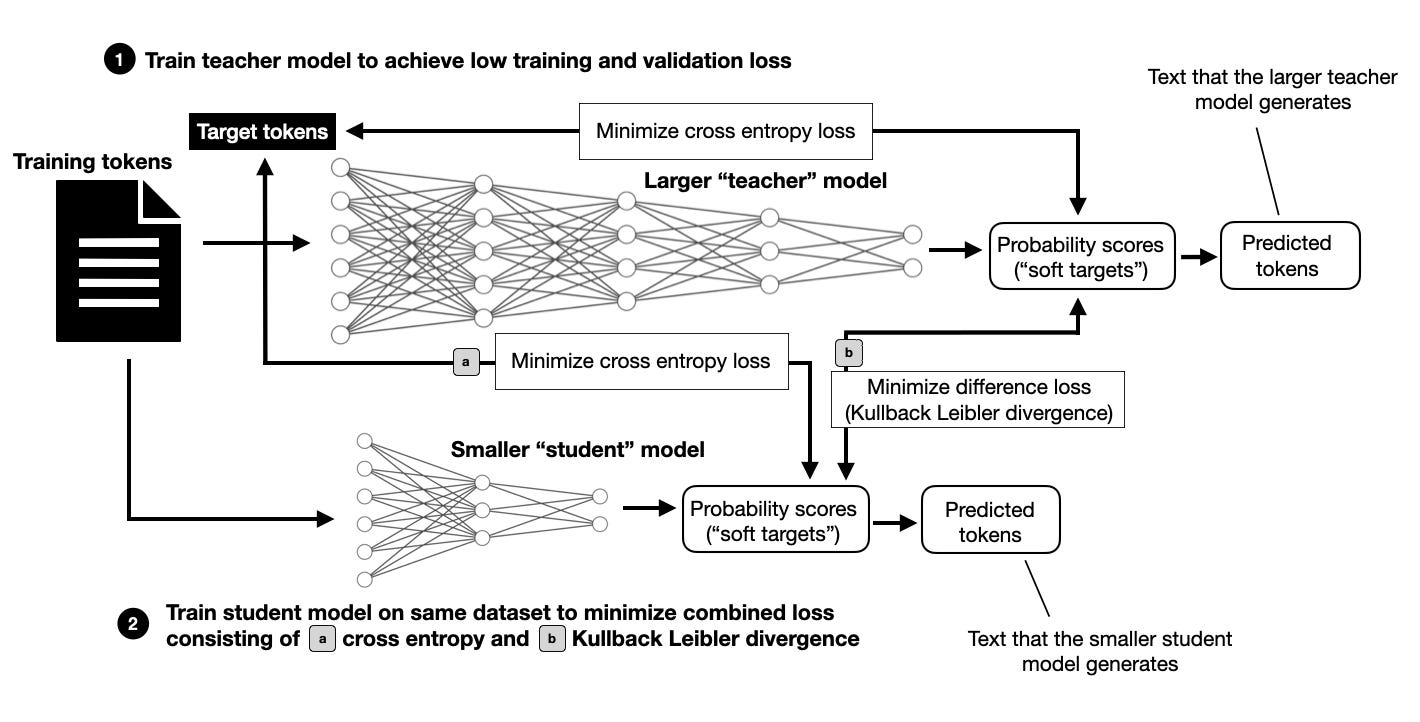 1 Train teacher model to achieve low training and validation loss
Text that the larger teacher
model generates
Target tokens
Minimize cross entropy loss
Training tokens
Larger “teacher” model
Probability scores
(“soft targets”)
Predicted
tokens
a
Minimize cross entropy loss
b
Minimize difference loss
(Kullback Leibler divergence)
Smaller “student” model
Probability scores
(“soft targets”)
Predicted
tokens
2 Train student model on same dataset to minimize combined loss
consisting of a cross entropy and b Kullback Leibler divergence
Text that the smaller student
model generates